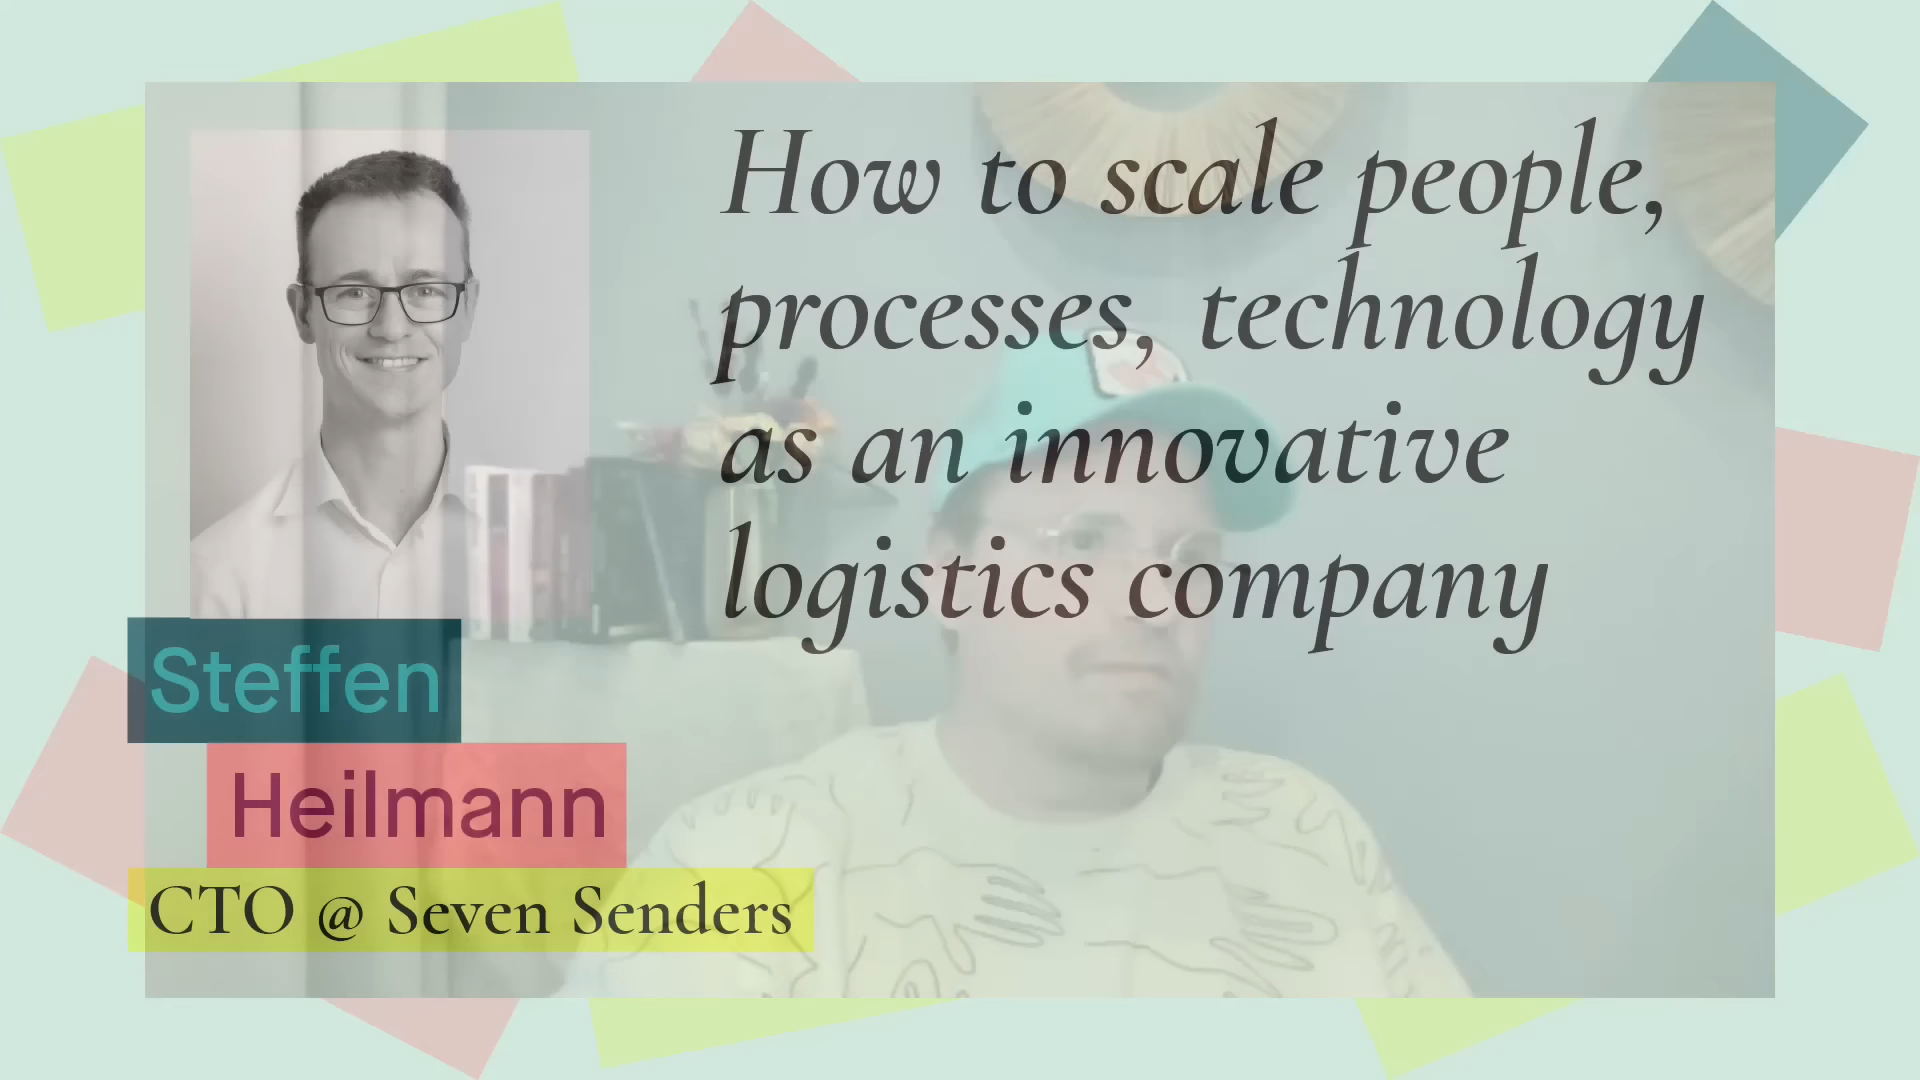 How to scale people,
processes, technology
as an innovative
logistics company
Steffen
Heilmann
CTO @ Seven Senders